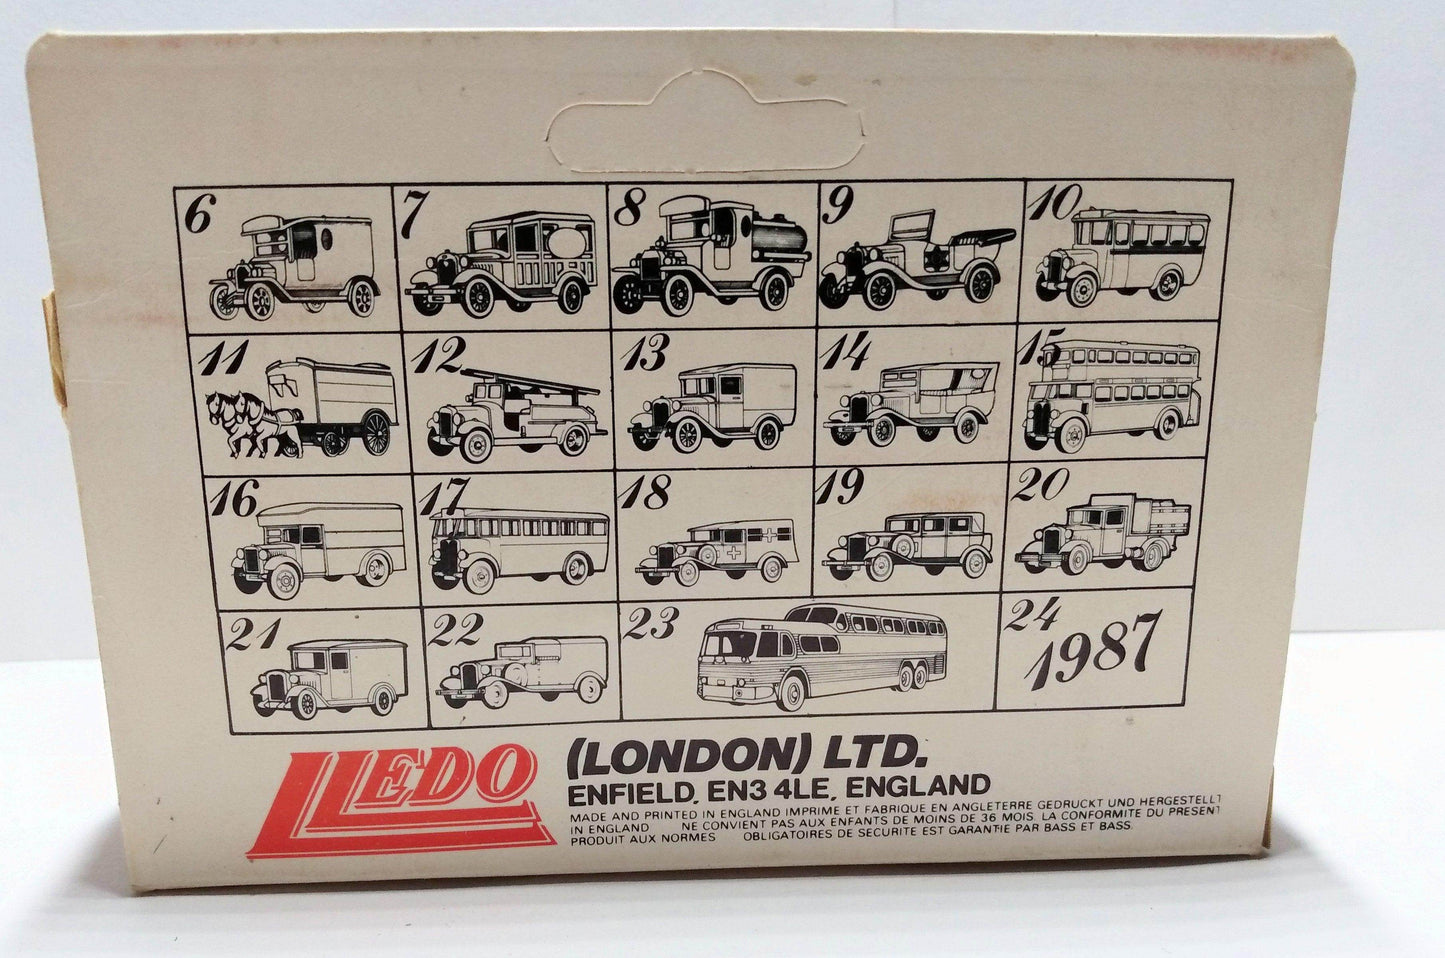 6 7 8 9 10
11 12 13 14 15
16 17 18 19 20
21 22 23 24 1987
LLEDO (LONDON) LTD.
ENFIELD, EN3 4LE, ENGLAND
MADE AND PRINTED IN ENGLAND IMPRIME ET FABRIQUE EN ANGLETERRE GEDRUCKT UND HERGESTELLT
IN ENGLAND NE CONVIENT PAS AUX ENFANTS DE MOINS DE 36 MOIS. LA CONFORMITE DU PRESENT
PRODUIT AUX NORMES OBLIGATOIRES DE SECURITE EST GARANTIE PAR BASS ET BASS.